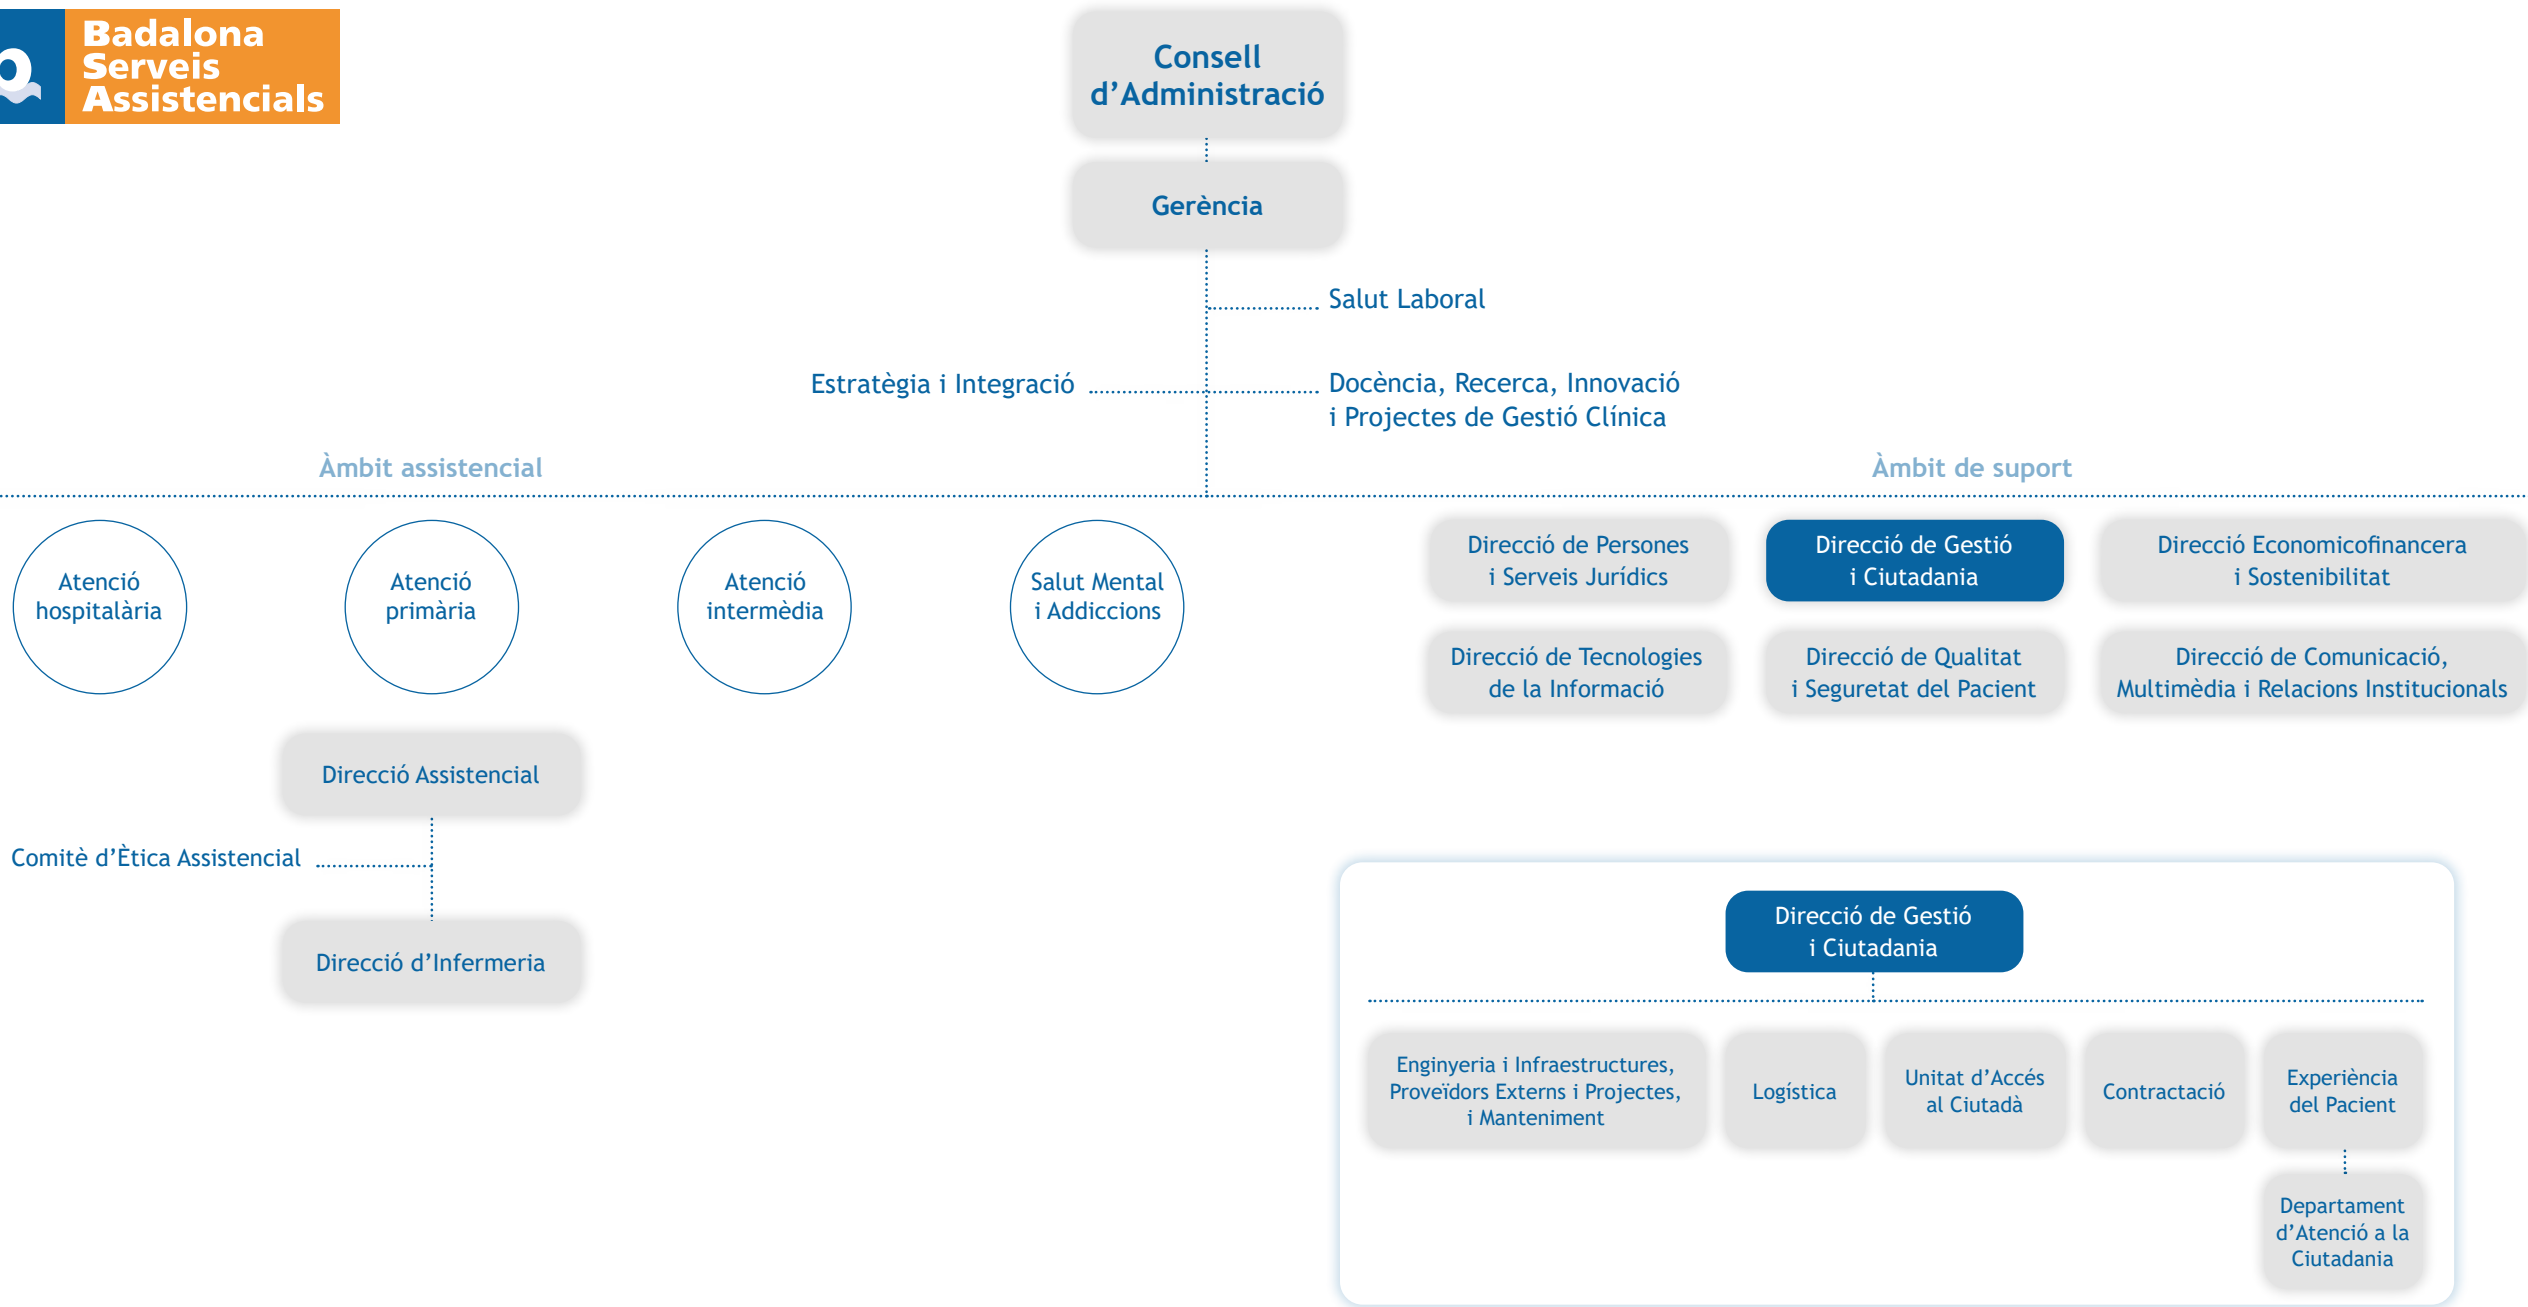 Badalona
Serveis
Assistencials
Consell
d’Administració
Gerència
Salut Laboral
Estratègia i Integració
Docència, Recerca, Innovació
i Projectes de Gestió Clínica
Àmbit assistencial
Àmbit de suport
Atenció
hospitalària
Atenció
primària
Atenció
intermèdia
Salut Mental
i Addiccions
Direcció de Persones
i Serveis Jurídics
Direcció de Gestió
i Ciutadania
Direcció Economicofinancera
i Sostenibilitat
Direcció de Tecnologies
de la Informació
Direcció de Qualitat
i Seguretat del Pacient
Direcció de Comunicació,
Multimèdia i Relacions Institucionals
Direcció Assistencial
Comitè d’Ètica Assistencial
Direcció d’Infermeria
Direcció de Gestió
i Ciutadania
Enginyeria i Infraestructures,
Proveïdors Externs i Projectes,
i Manteniment
Logística
Unitat d’Accés
al Ciutadà
Contractació
Experiència
del Pacient
Departament
d’Atenció a la
Ciutadania